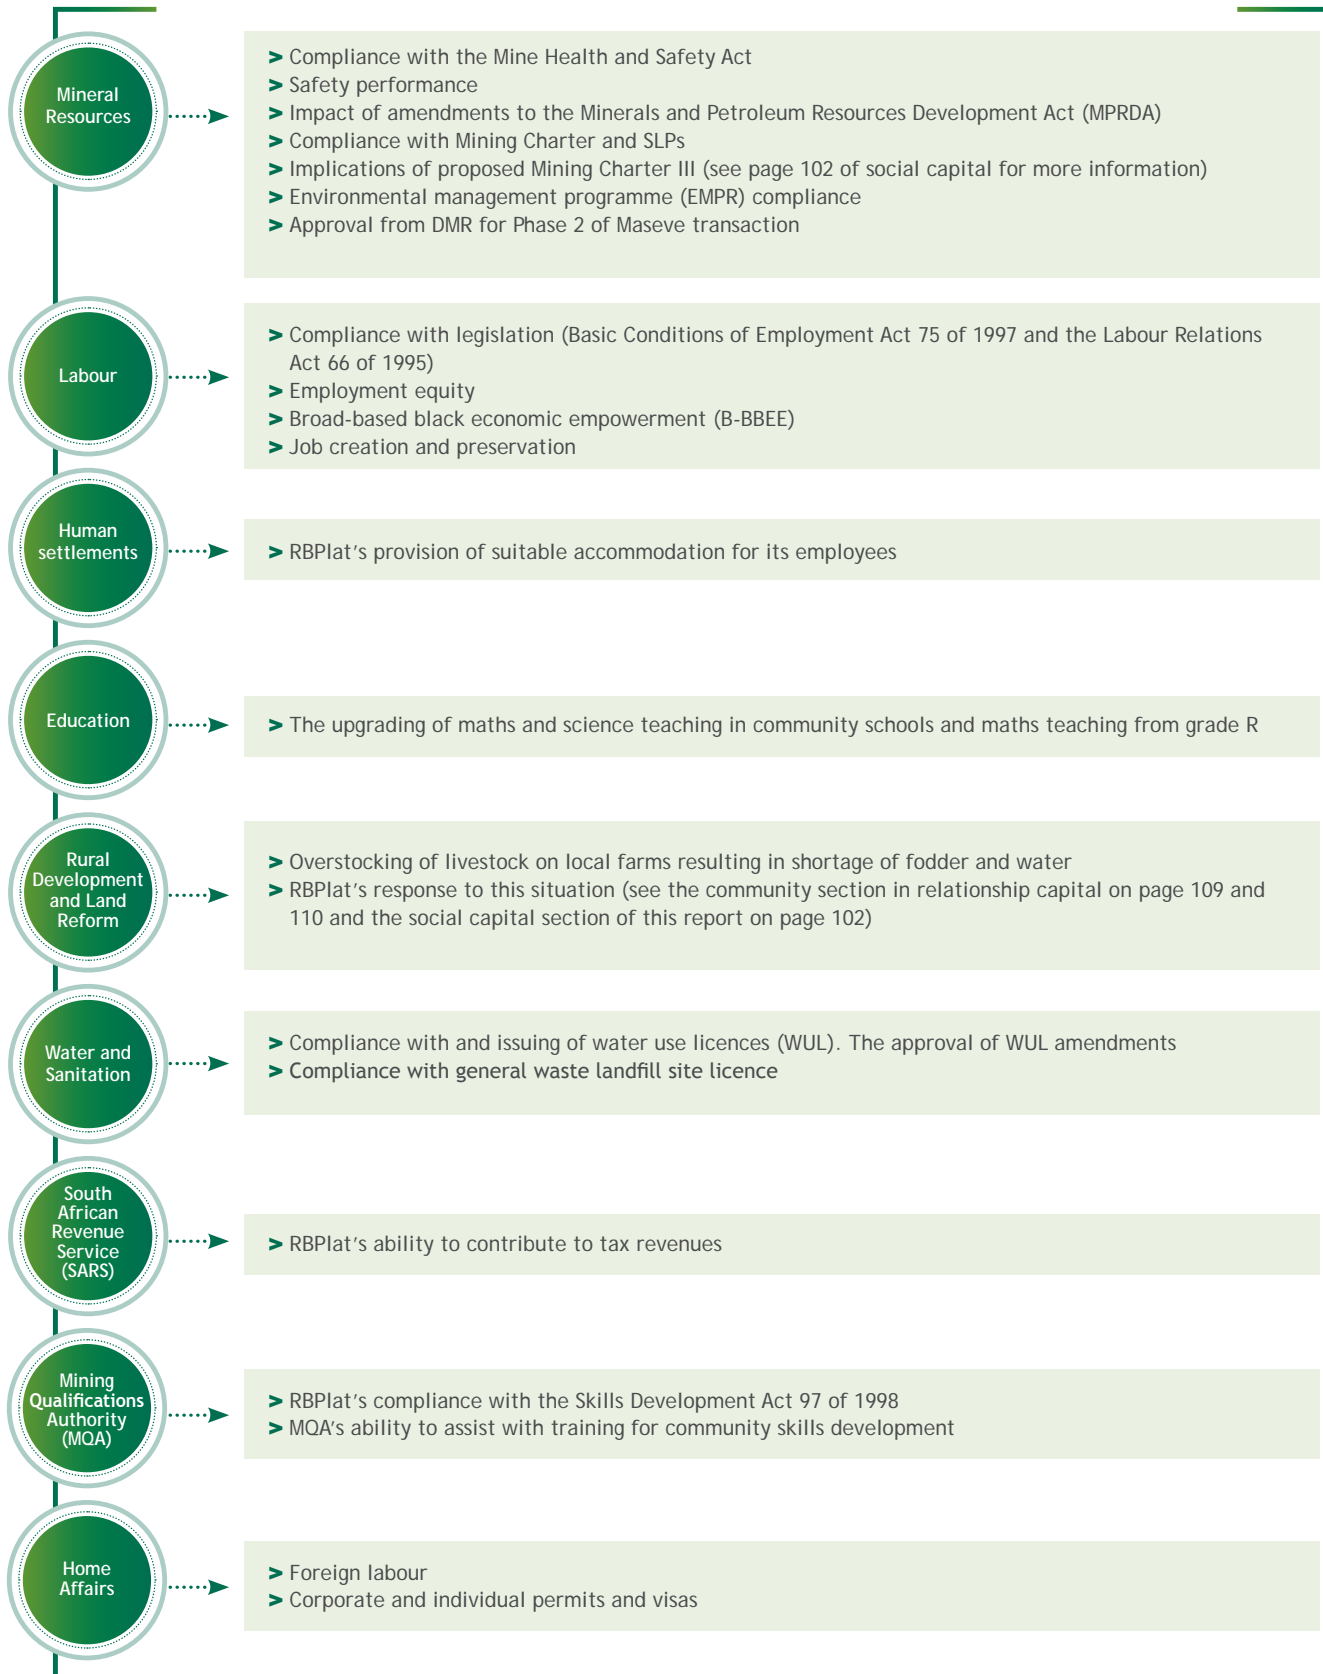 Mineral
Resources
> Compliance with the Mine Health and Safety Act
> Safety performance
> Impact of amendments to the Minerals and Petroleum Resources Development Act (MPRDA)
> Compliance with Mining Charter and SLPs
> Implications of proposed Mining Charter III (see page 102 of social capital for more information)
> Environmental management programme (EMPR) compliance
> Approval from DMR for Phase 2 of Maseve transaction
Labour
> Compliance with legislation (Basic Conditions of Employment Act 75 of 1997 and the Labour Relations
Act 66 of 1995)
> Employment equity
> Broad-based black economic empowerment (B-BBEE)
> Job creation and preservation
Human
settlements
> RBPlat's provision of suitable accommodation for its employees
Education
> The upgrading of maths and science teaching in community schools and maths teaching from grade R
Rural
Development
and Land
Reform
> Overstocking of livestock on local farms resulting in shortage of fodder and water
> RBPlat's response to this situation (see the community section in relationship capital on page 109 and
110 and the social capital section of this report on page 102)
Water and
Sanitation
> Compliance with and issuing of water use licences (WUL). The approval of WUL amendments
> Compliance with general waste landfill site licence
South
African
Revenue
Service
(SARS)
> RBPlat's ability to contribute to tax revenues
Mining
Qualifications
Authority
(MQA)
> RBPlat's compliance with the Skills Development Act 97 of 1998
> MQA's ability to assist with training for community skills development
Home
Affairs
> Foreign labour
> Corporate and individual permits and visas